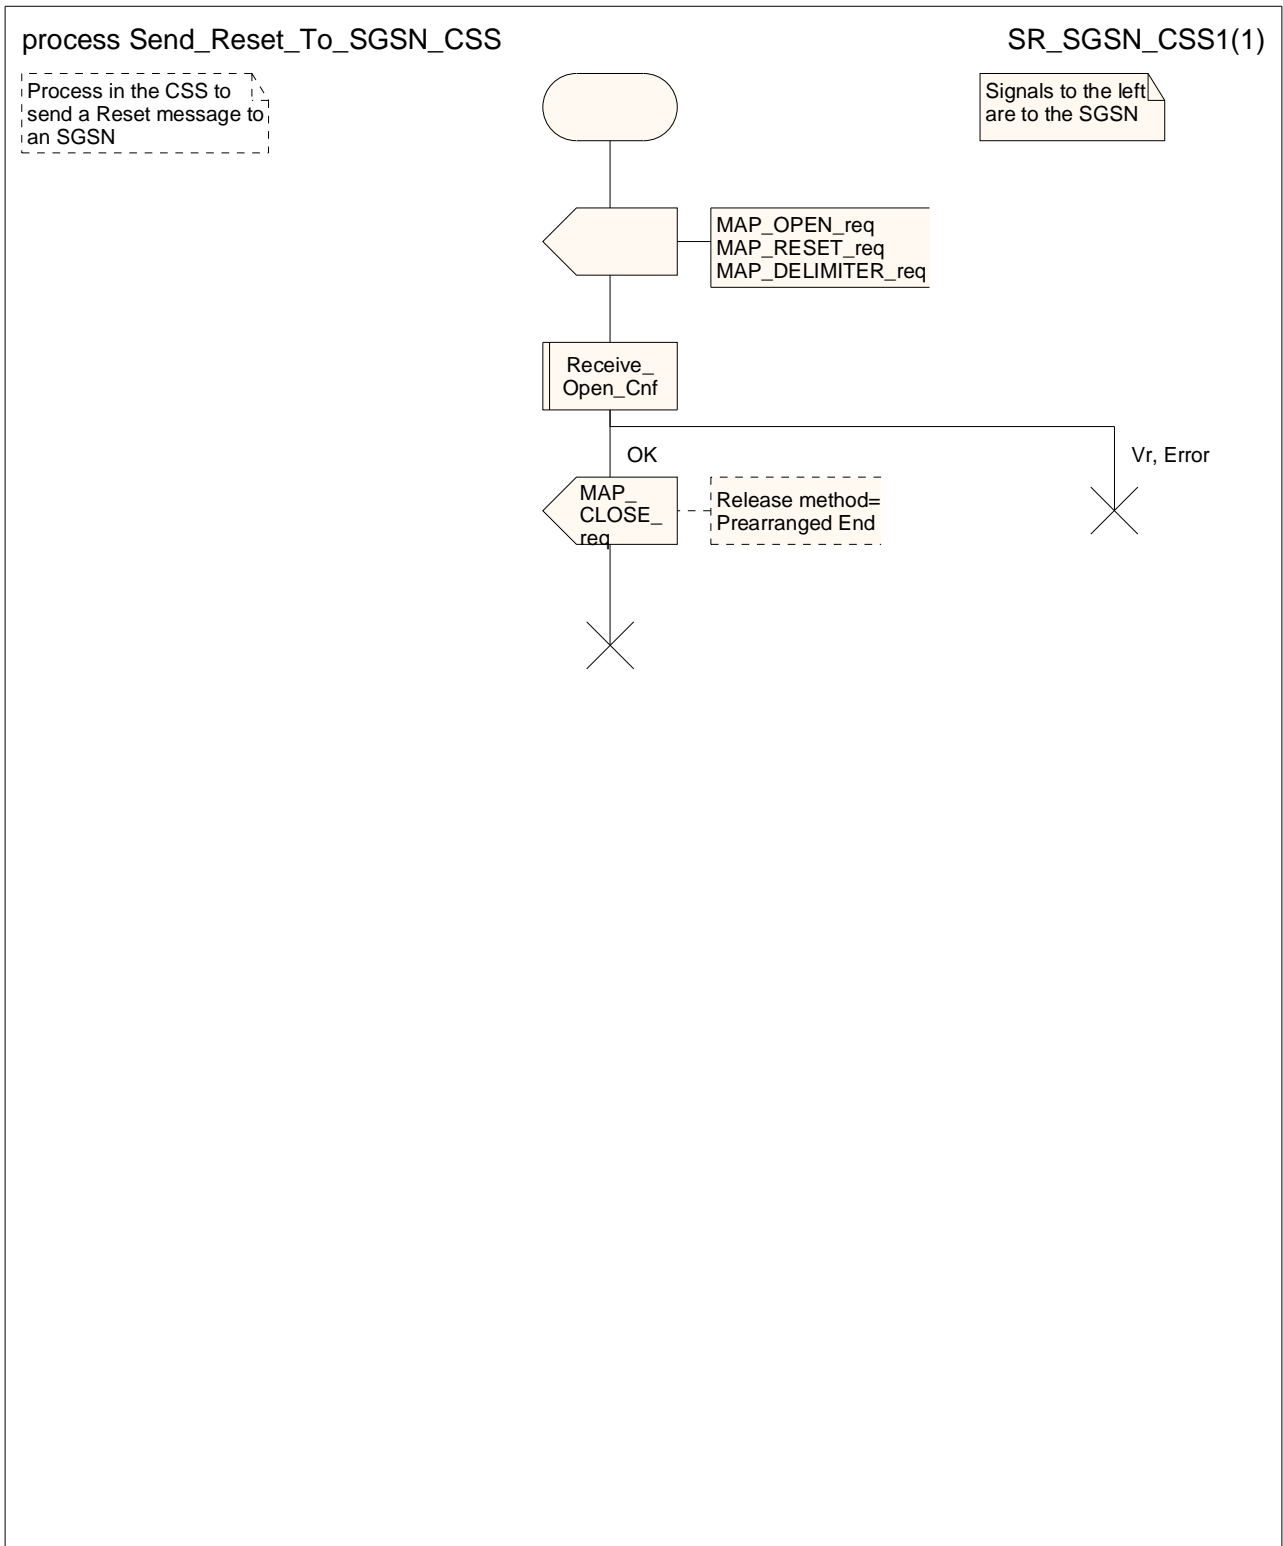 process Send_Reset_To_SGSN_CSS
SR_SGSN_CSS1(1)
Process in the CSS to
send a Reset message to
an SGSN
Signals to the left
are to the SGSN
MAP_OPEN_req
MAP_RESET_req
MAP_DELIMITER_req
Receive_
Open_Cnf
OK
Vr, Error
MAP_
CLOSE_
req
Release method=
Prearranged End